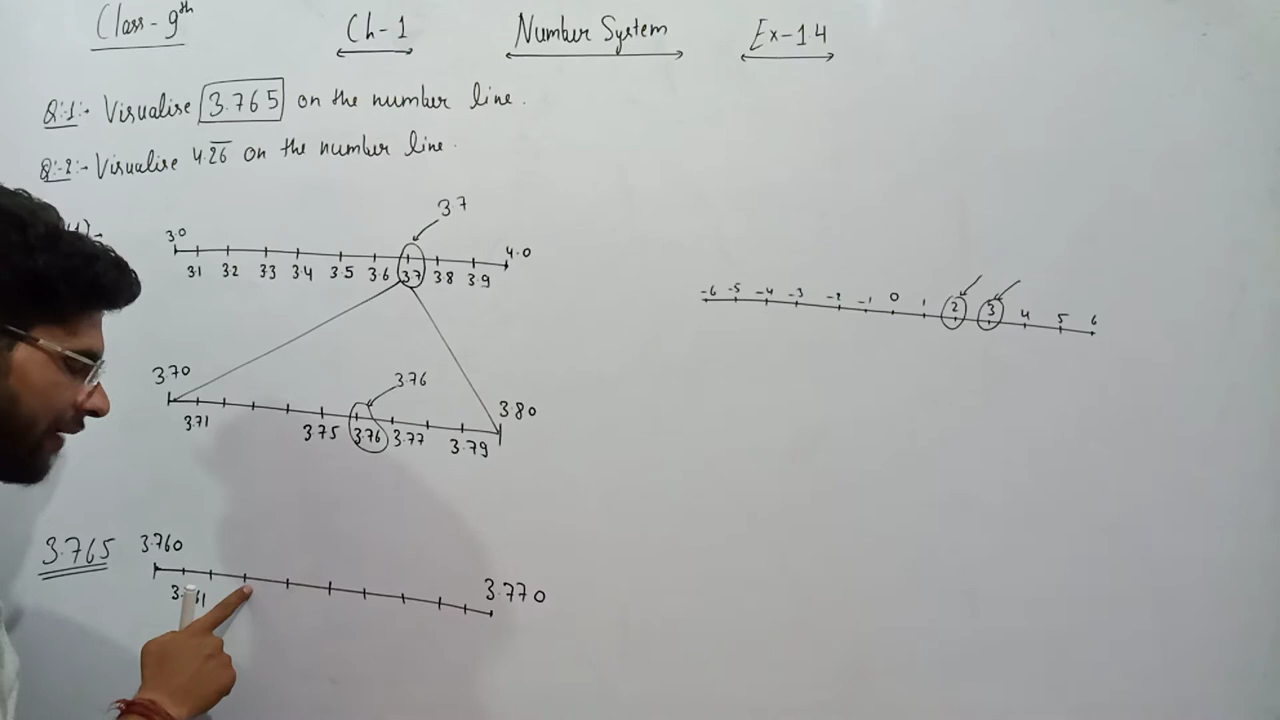 Class - 9th Ch-1 Number System Ex-1.4
Q:1:- Visualise 3.765 on the number line.
Q:-2:- Visualise 4.2̅6̅ on the number line.
3.7
3.0 4.0
3.1 3.2 3.3 3.4 3.5 3.6 3.7 3.8 3.9
-6 -5 -4 -3 -2 -1 0 1 2 3 4 5 6
3.70 3.76 3.80
3.71 3.75 3.76 3.77 3.79
3.765 3.760 3.770